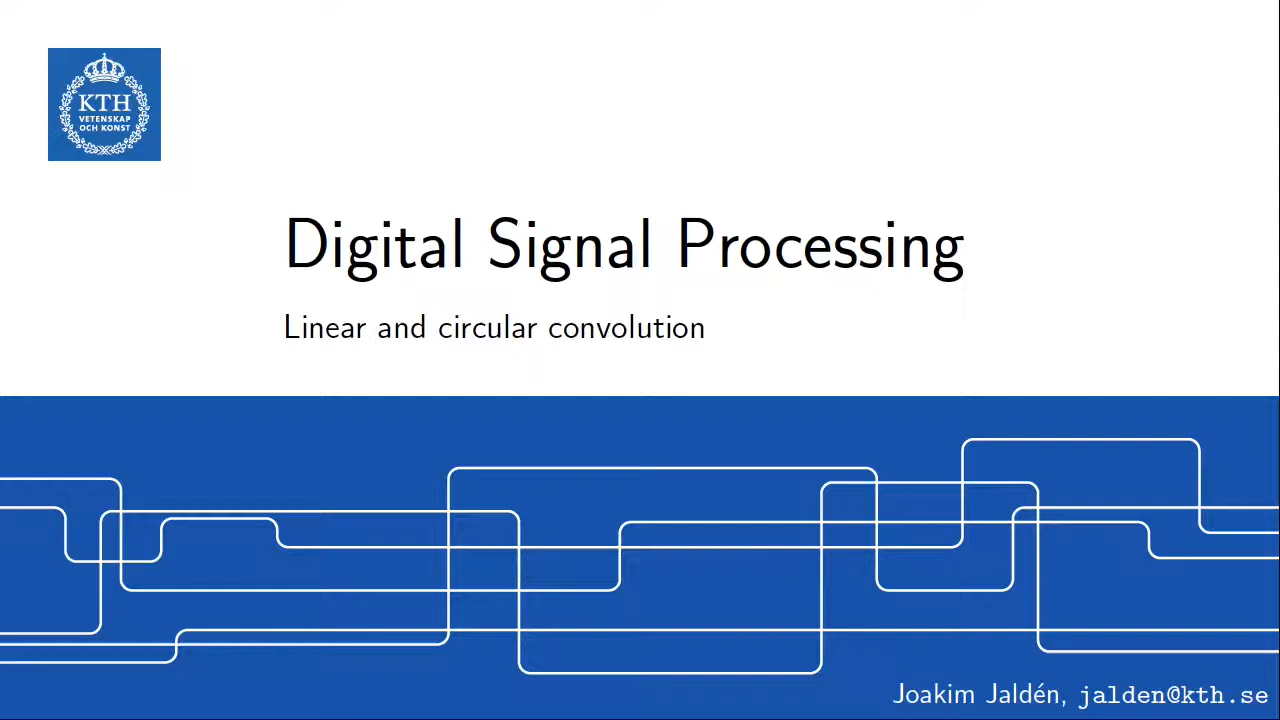 KTH
VETENSKAP
OCH KONST
Digital Signal Processing
Linear and circular convolution
Joakim Jaldén, jalden@kth.se